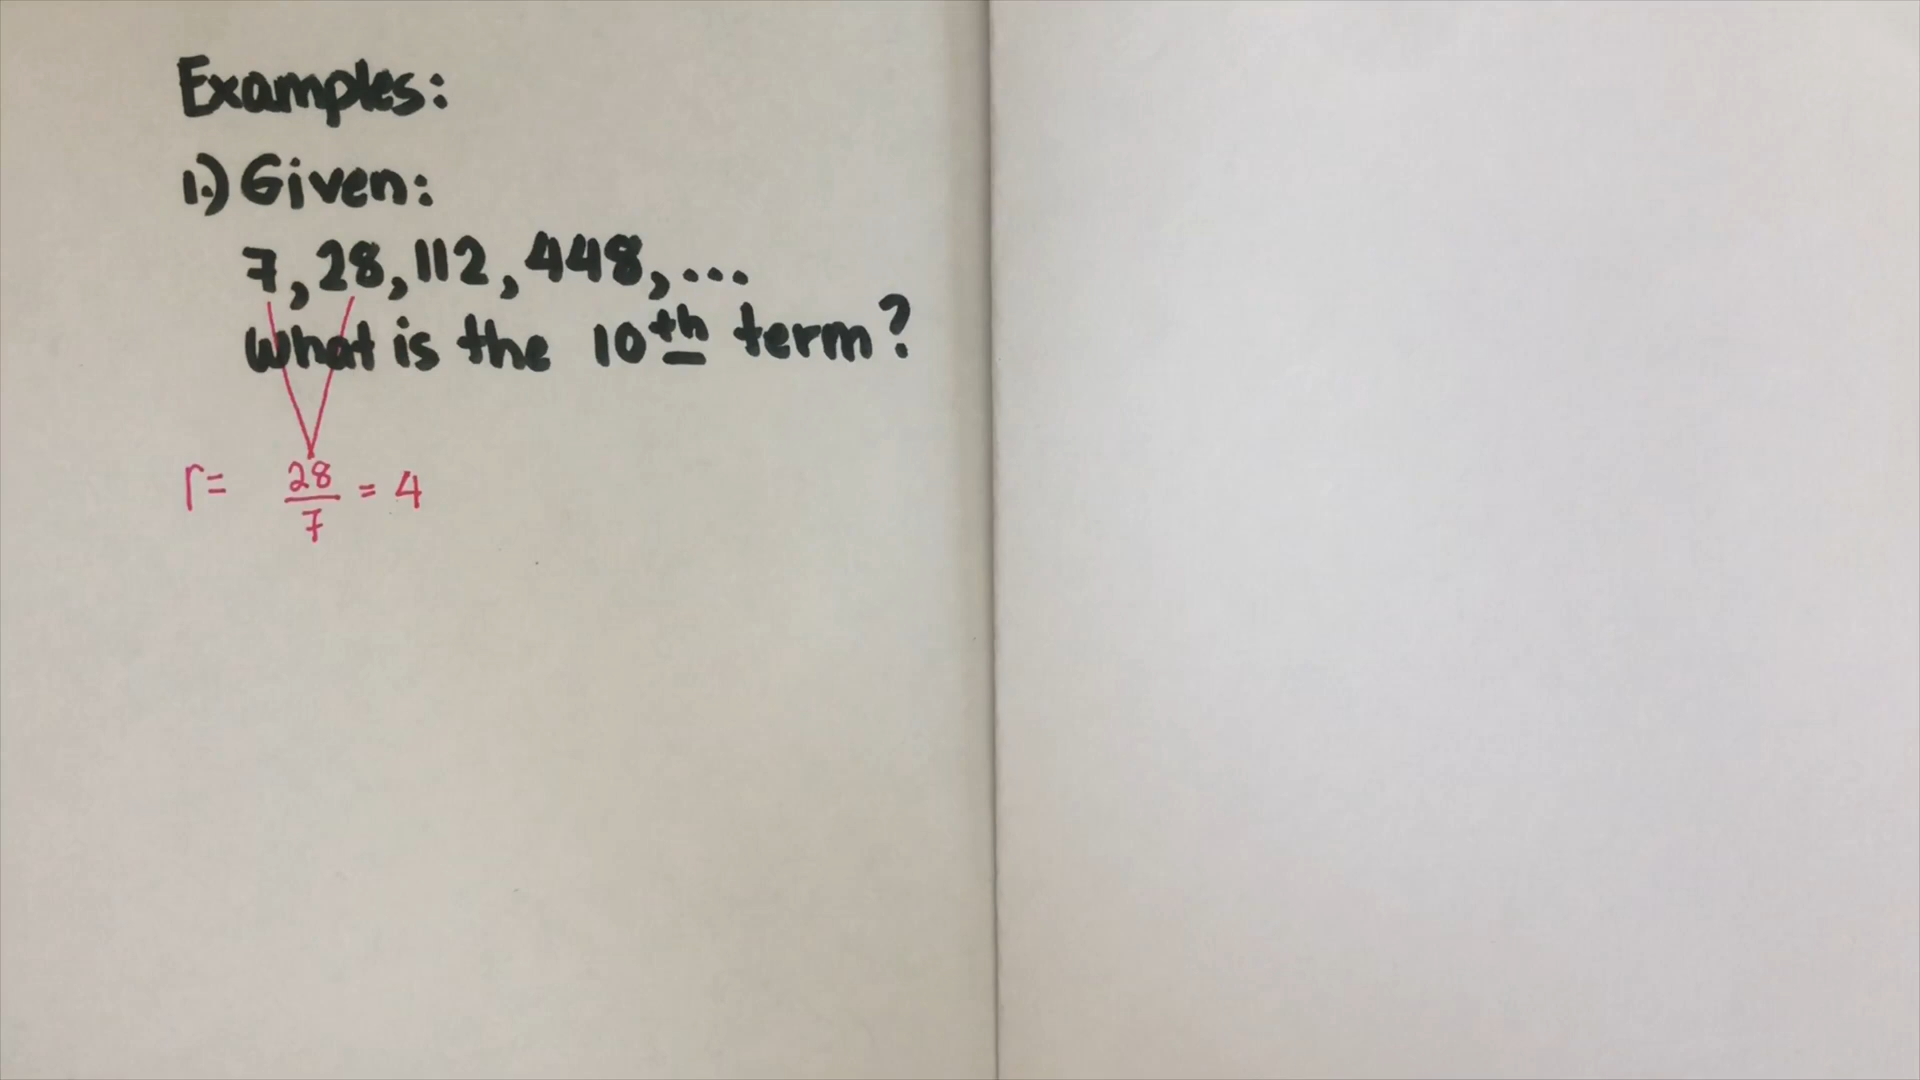 Examples:
1.) Given:
7, 28, 112, 448, ...
What is the 10th term?
r= 28/7 = 4